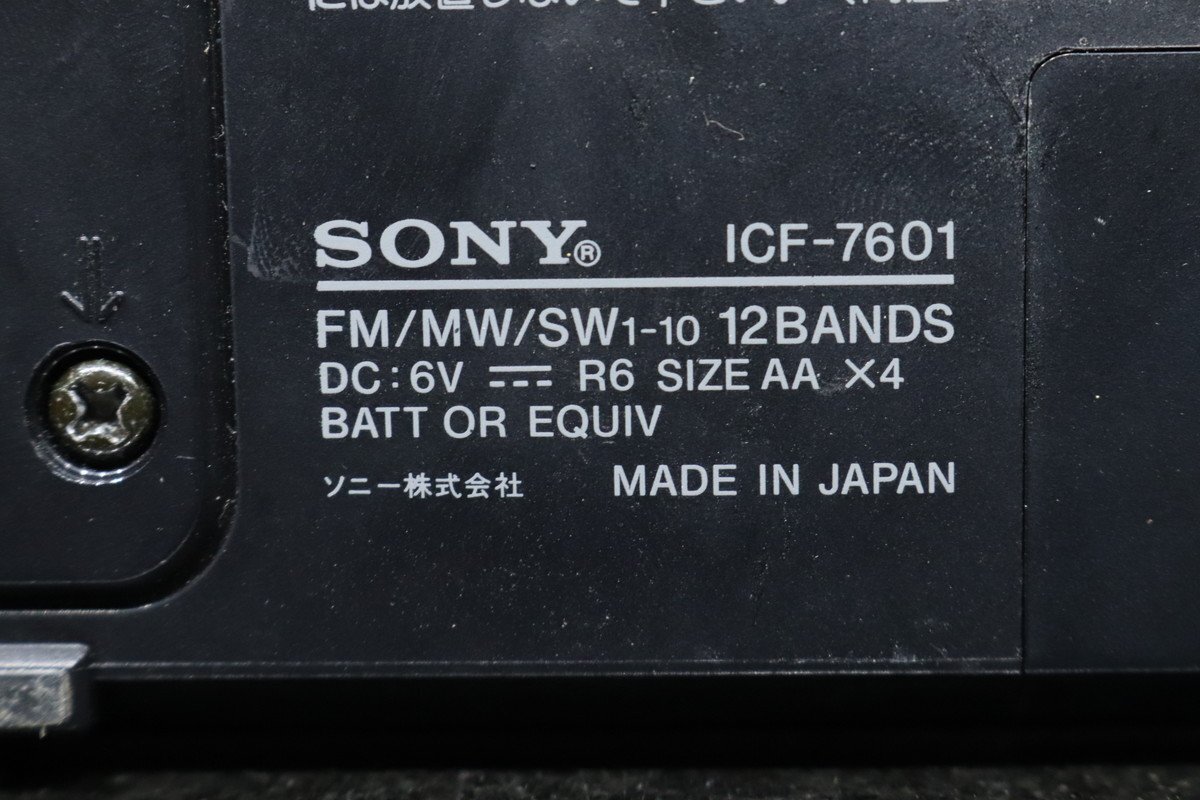 SONY® ICF-7601
FM/MW/SW1-10 12BANDS
DC: 6V ⎓ R6 SIZE AA ×4
BATT OR EQUIV
ソニー株式会社 MADE IN JAPAN